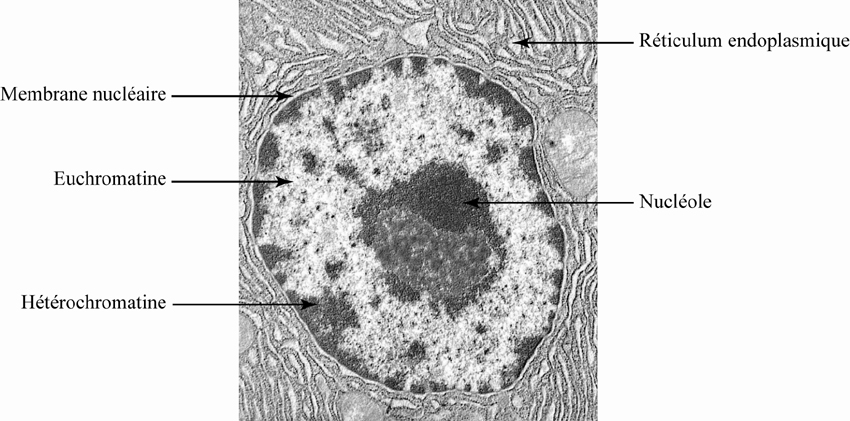 Réticulum endoplasmique
Membrane nucléaire
Euchromatine
Nucléole
Hétérochromatine